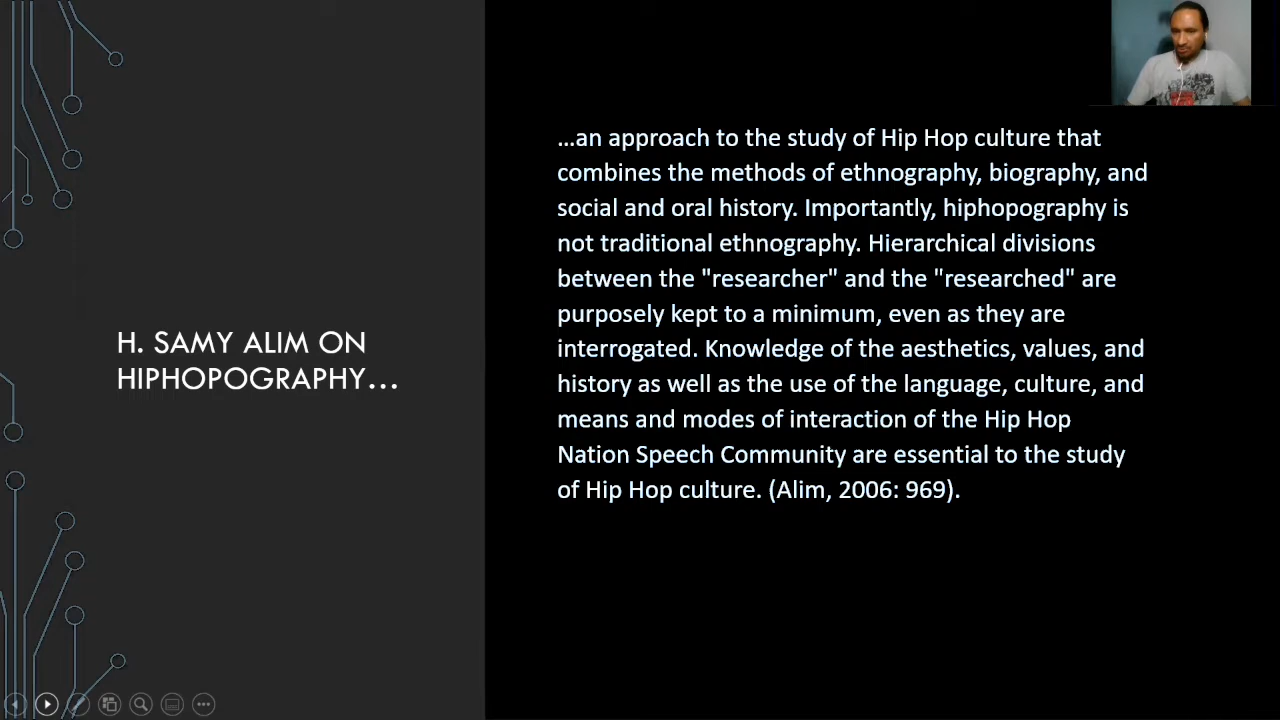 H. SAMY ALIM ON
HIPHOPOGRAPHY...
...an approach to the study of Hip Hop culture that
combines the methods of ethnography, biography, and
social and oral history. Importantly, hiphopography is
not traditional ethnography. Hierarchical divisions
between the "researcher" and the "researched" are
purposely kept to a minimum, even as they are
interrogated. Knowledge of the aesthetics, values, and
history as well as the use of the language, culture, and
means and modes of interaction of the Hip Hop
Nation Speech Community are essential to the study
of Hip Hop culture. (Alim, 2006: 969).